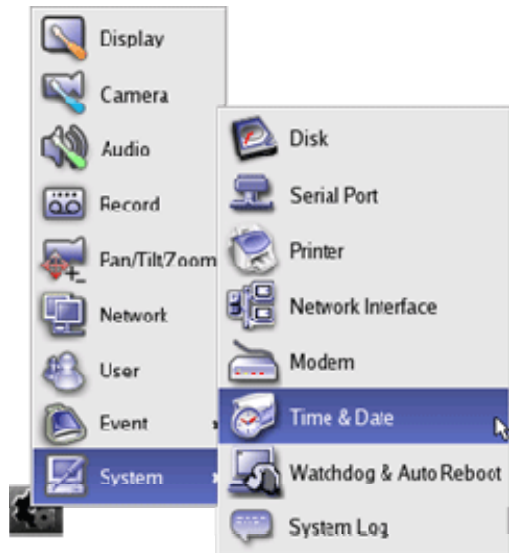 Display
Camera
Audio
Record
Pan/Tilt/Zoom
Network
User
Event
System
Disk
Serial Port
Printer
Network Interface
Modem
Time & Date
Watchdog & Auto Reboot
System Log